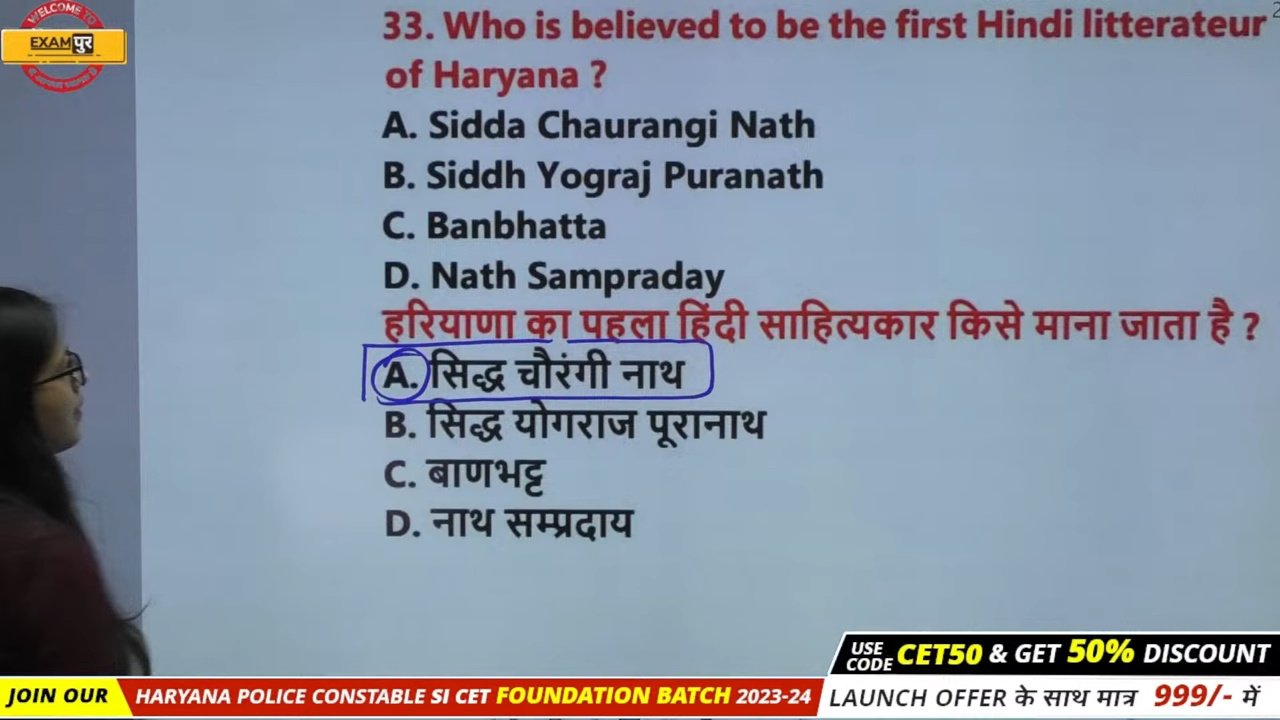 WELCOME TO
EXAMपुर
33. Who is believed to be the first Hindi litterateur
of Haryana ?
A. Sidda Chaurangi Nath
B. Siddh Yograj Puranath
C. Banbhatta
D. Nath Sampraday
हरियाणा का पहला हिंदी साहित्यकार किसे माना जाता है ?
A. सिद्ध चौरंगी नाथ
B. सिद्ध योगराज पूरानाथ
C. बाणभट्ट
D. नाथ सम्प्रदाय
USE CODE CET50 & GET 50% DISCOUNT
JOIN OUR HARYANA POLICE CONSTABLE SI CET FOUNDATION BATCH 2023-24 LAUNCH OFFER के साथ मात्र 999/- में